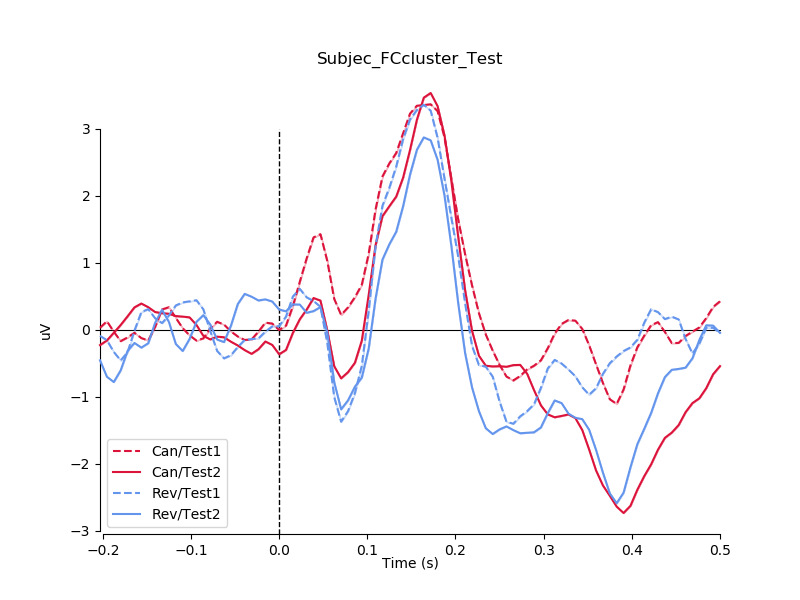 Subjec_FCcluster_Test
uV
3
2
1
0
−1
−2
−3
Can/Test1
Can/Test2
Rev/Test1
Rev/Test2
−0.2 −0.1 0.0 0.1 0.2 0.3 0.4 0.5
Time (s)